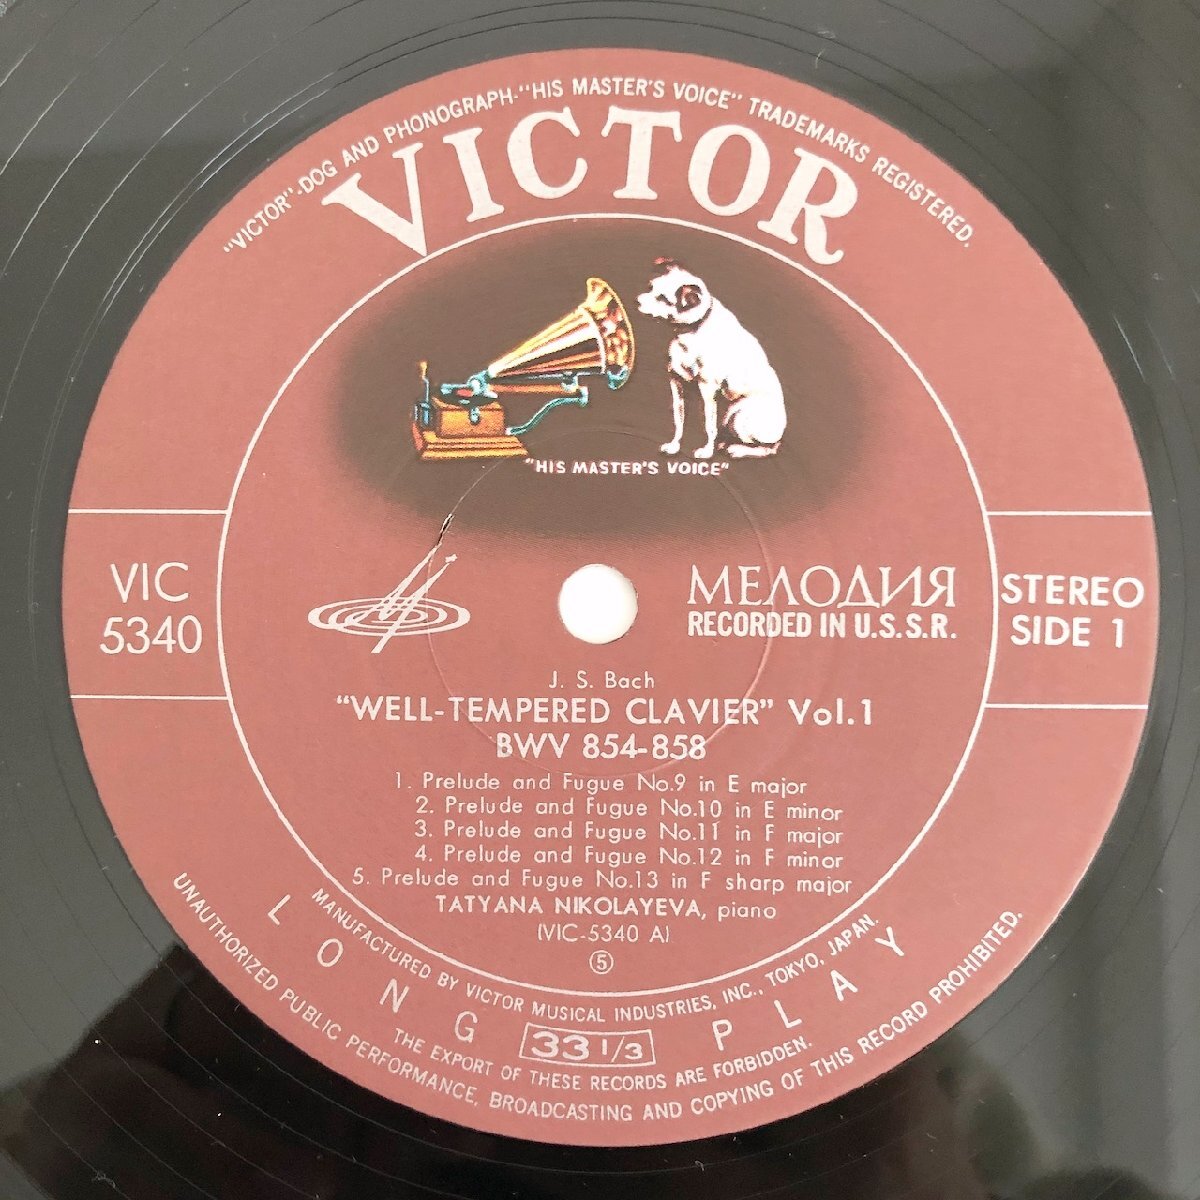 "VICTOR"-DOG AND PHONOGRAPH-"HIS MASTER'S VOICE" TRADEMARKS REGISTERED.
VICTOR
"HIS MASTER'S VOICE"
VIC
5340
МЕЛОДИЯ
RECORDED IN U.S.S.R.
STEREO
SIDE 1
J. S. Bach
"WELL-TEMPERED CLAVIER" Vol.1
BWV 854-858
1. Prelude and Fugue No.9 in E major
2. Prelude and Fugue No.10 in E minor
3. Prelude and Fugue No.11 in F major
4. Prelude and Fugue No.12 in F minor
5. Prelude and Fugue No.13 in F sharp major
TATYANA NIKOLAYEVA, piano
(VIC-5340 A)
⑤
MANUFACTURED BY VICTOR MUSICAL INDUSTRIES, INC., TOKYO, JAPAN.
LONG 33 1/3 PLAY
THE EXPORT OF THESE RECORDS ARE FORBIDDEN.
UNAUTHORIZED PUBLIC PERFORMANCE, BROADCASTING AND COPYING OF THIS RECORD PROHIBITED.